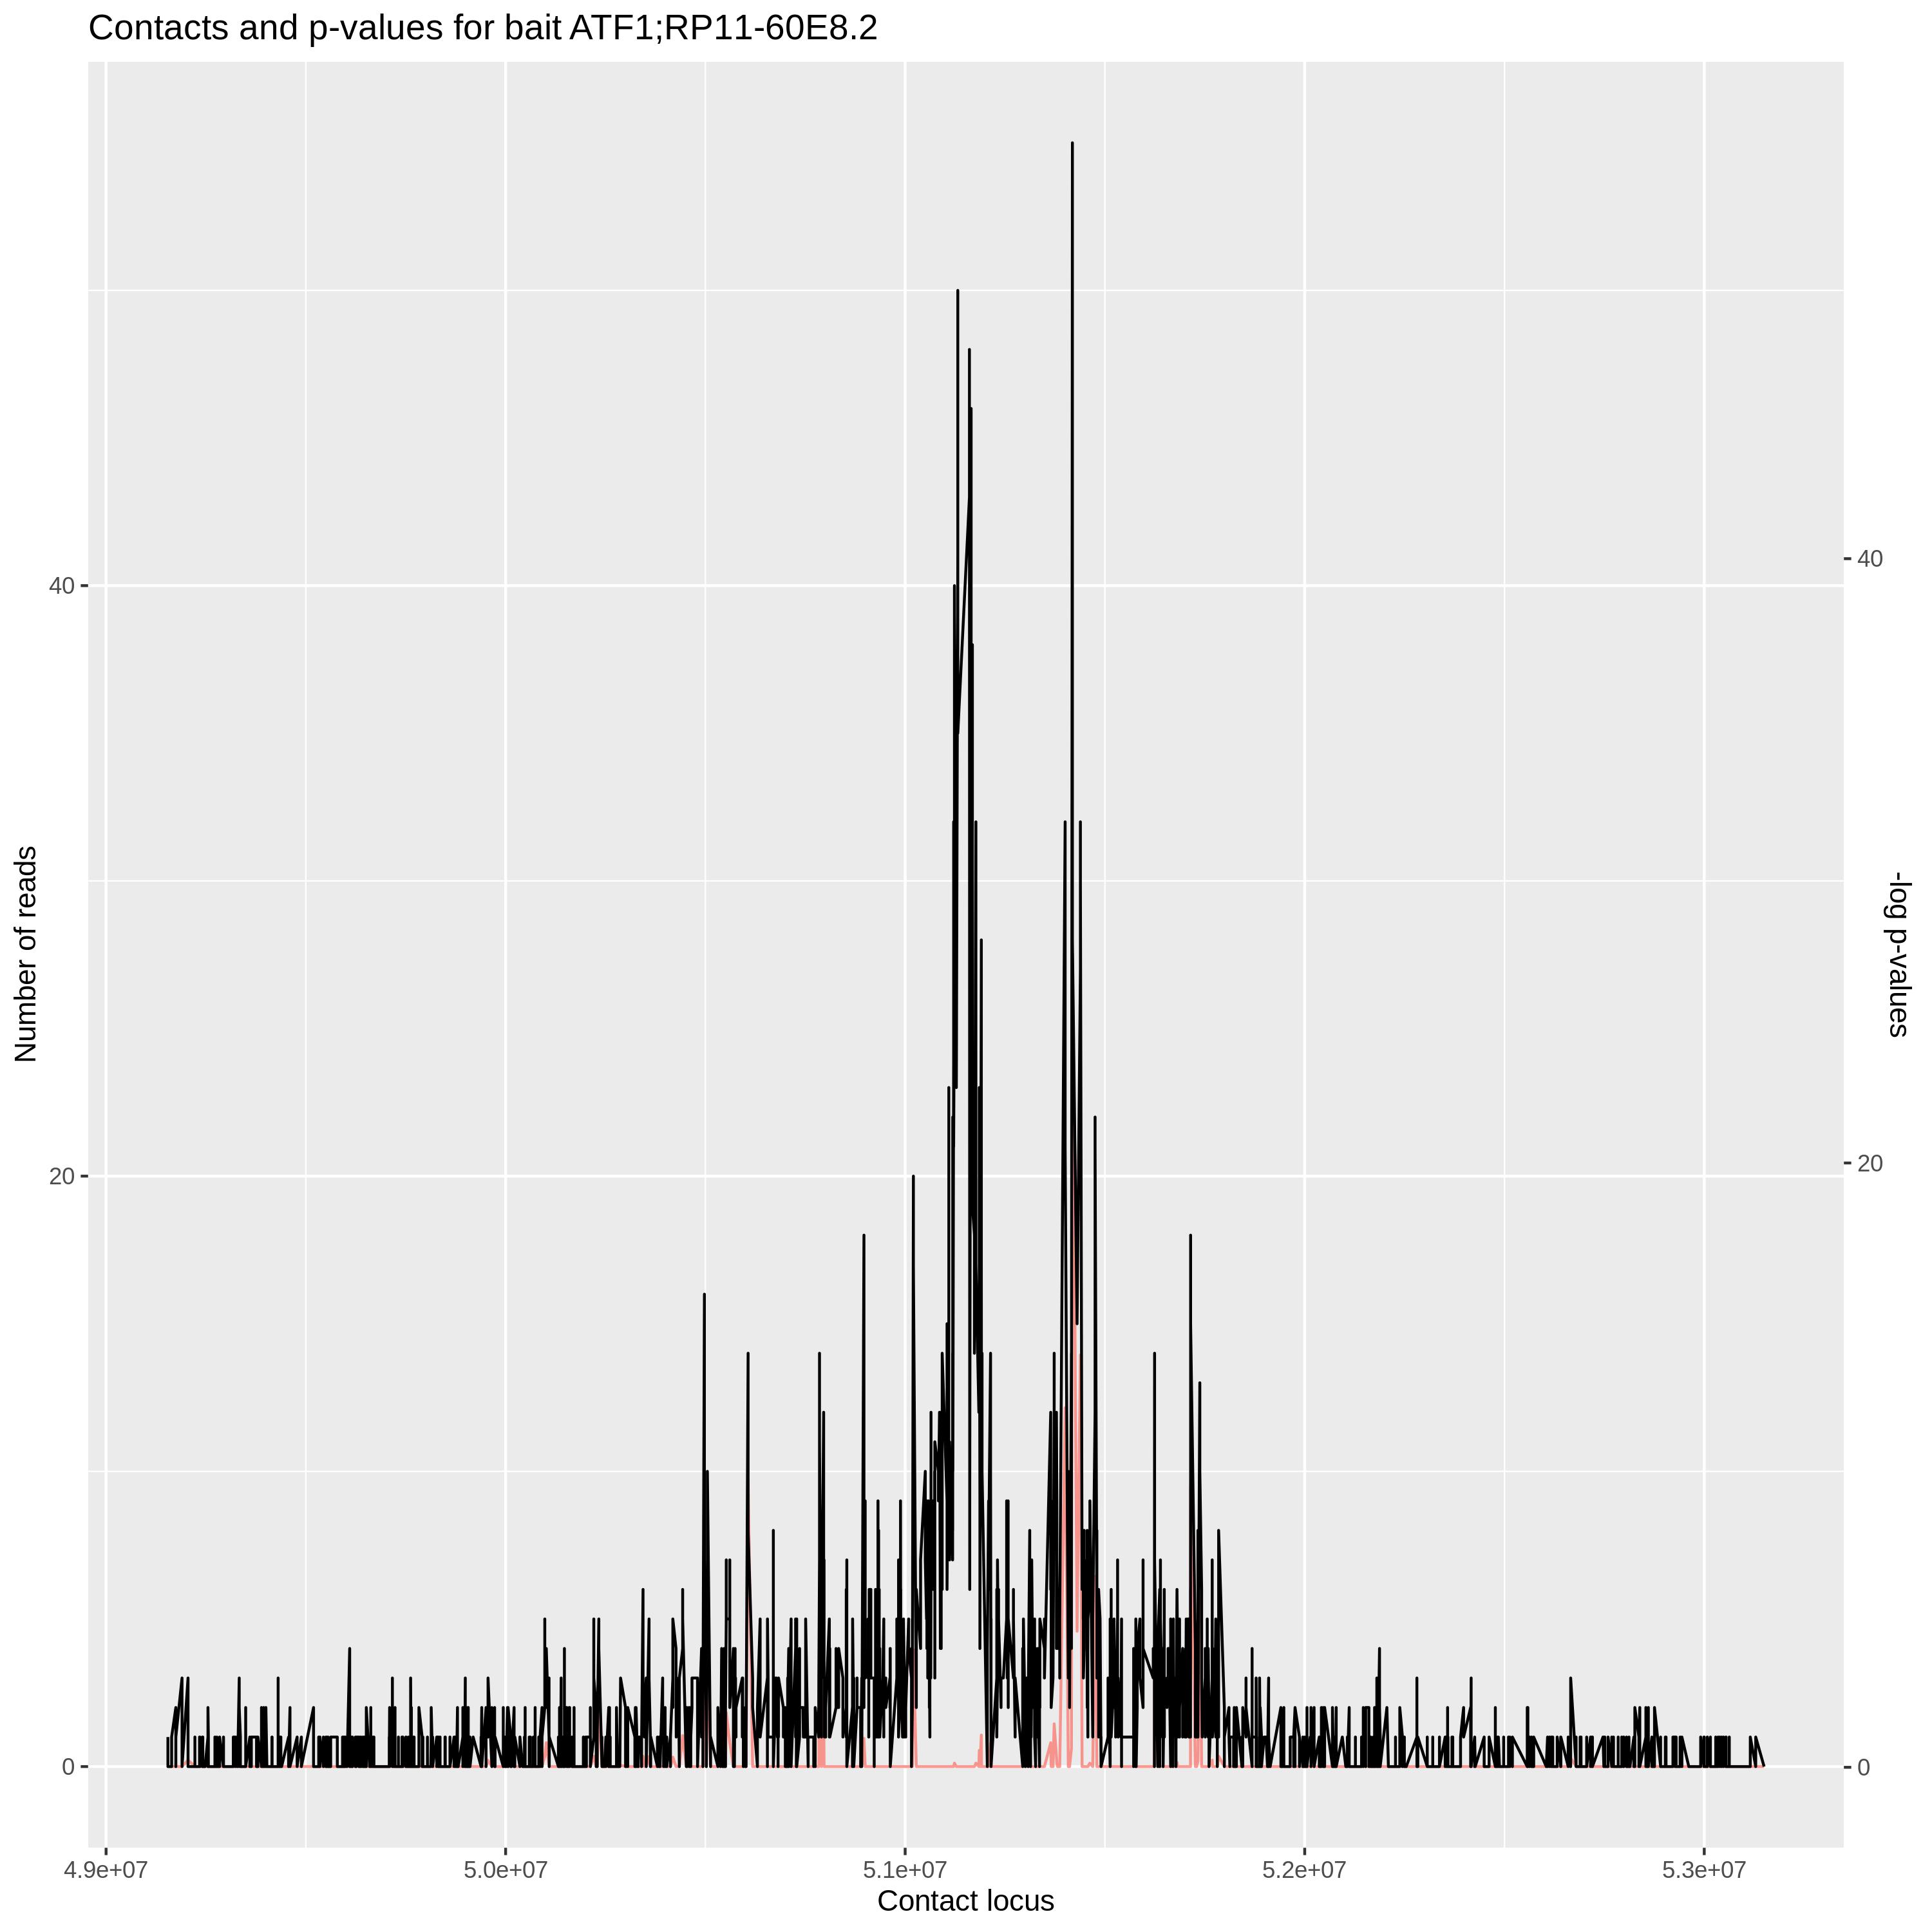 Contacts and p-values for bait ATF1;RP11-60E8.2
Number of reads
40
20
0
40
20
0
-log p-values
4.9e+07 5.0e+07 5.1e+07 5.2e+07 5.3e+07
Contact locus